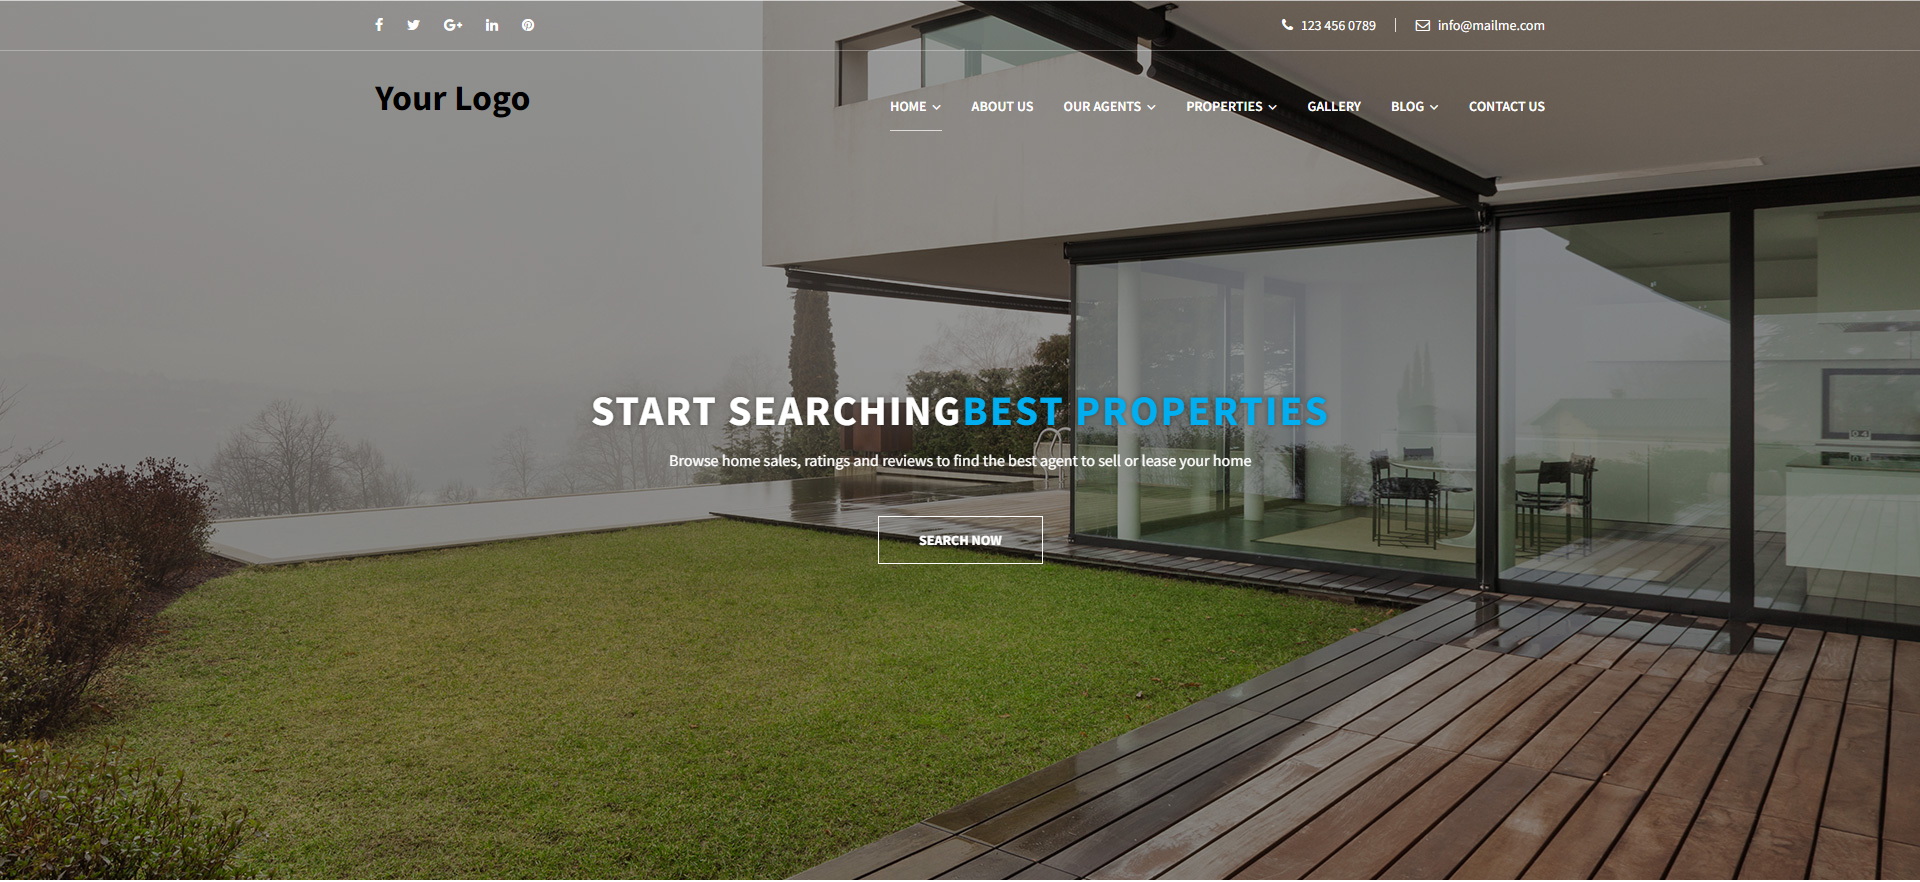 123 456 0789 info@mailme.com
Your Logo
HOME ABOUT US OUR AGENTS PROPERTIES GALLERY BLOG CONTACT US
START SEARCHINGBEST PROPERTIES
Browse home sales, ratings and reviews to find the best agent to sell or lease your home
SEARCH NOW